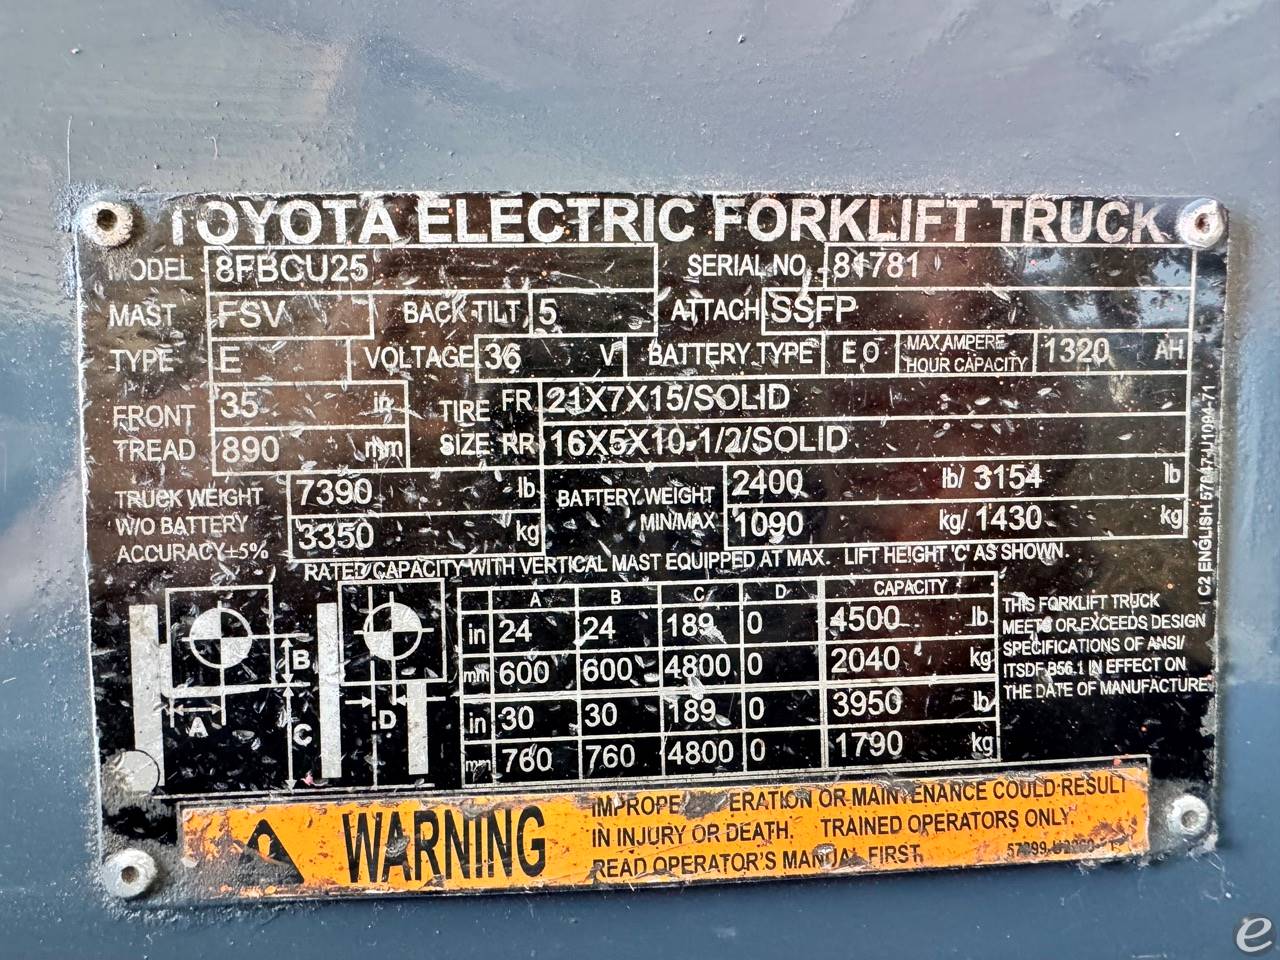 TOYOTA ELECTRIC FORKLIFT TRUCK
MODEL 8FBCU25 SERIAL NO. 81781
MAST FSV BACK TILT 5 ATTACH SSFP
TYPE E VOLTAGE 36 V BATTERY TYPE EO MAX.AMPERE HOUR CAPACITY 1320 AH
FRONT TREAD 35 in TIRE SIZE FR 21X7X15/SOLID
890 mm RR 16X5X10-1/2/SOLID
TRUCK WEIGHT 7390 lb BATTERY WEIGHT 2400 lb/ 3154 lb
W/O BATTERY 3350 kg MIN/MAX 1090 kg/ 1430 kg
ACCURACY±5%
RATED CAPACITY WITH VERTICAL MAST EQUIPPED AT MAX. LIFT HEIGHT 'C' AS SHOWN.
A B C D CAPACITY
in 24 24 189 0 4500 lb
mm 600 600 4800 0 2040 kg
in 30 30 189 0 3950 lb
mm 760 760 4800 0 1790 kg
A B C D
THIS FORKLIFT TRUCK
MEETS OR EXCEEDS DESIGN
SPECIFICATIONS OF ANSI/
ITSDF B56.1 IN EFFECT ON
THE DATE OF MANUFACTURE.
C2 ENGLISH
WARNING
IMPROPE ERATION OR MAINTENANCE COULD RESULT
IN INJURY OR DEATH. TRAINED OPERATORS ONLY.
READ OPERATOR'S MANUAL FIRST.
e